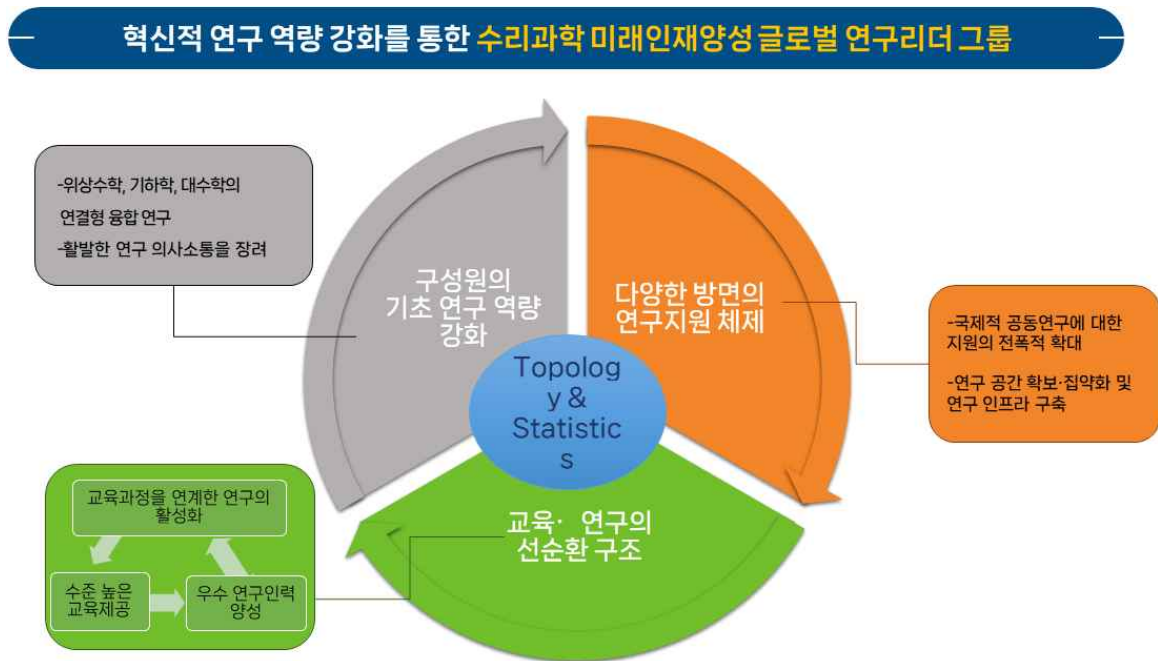 혁신적 연구 역량 강화를 통한 수리과학 미래인재양성 글로벌 연구리더 그룹
-위상수학, 기하학, 대수학의
연결형 융합 연구
-활발한 연구 의사소통을 장려
구성원의
기초 연구 역량
강화
다양한 방면의
연구지원 체제
-국제적 공동연구에 대한
지원의 전폭적 확대
-연구 공간 확보·집약화 및
연구 인프라 구축
Topolog
y &
Statistic
s
교육· 연구의
선순환 구조
교육과정을 연계한 연구의
활성화
수준 높은
교육제공
우수 연구인력
양성